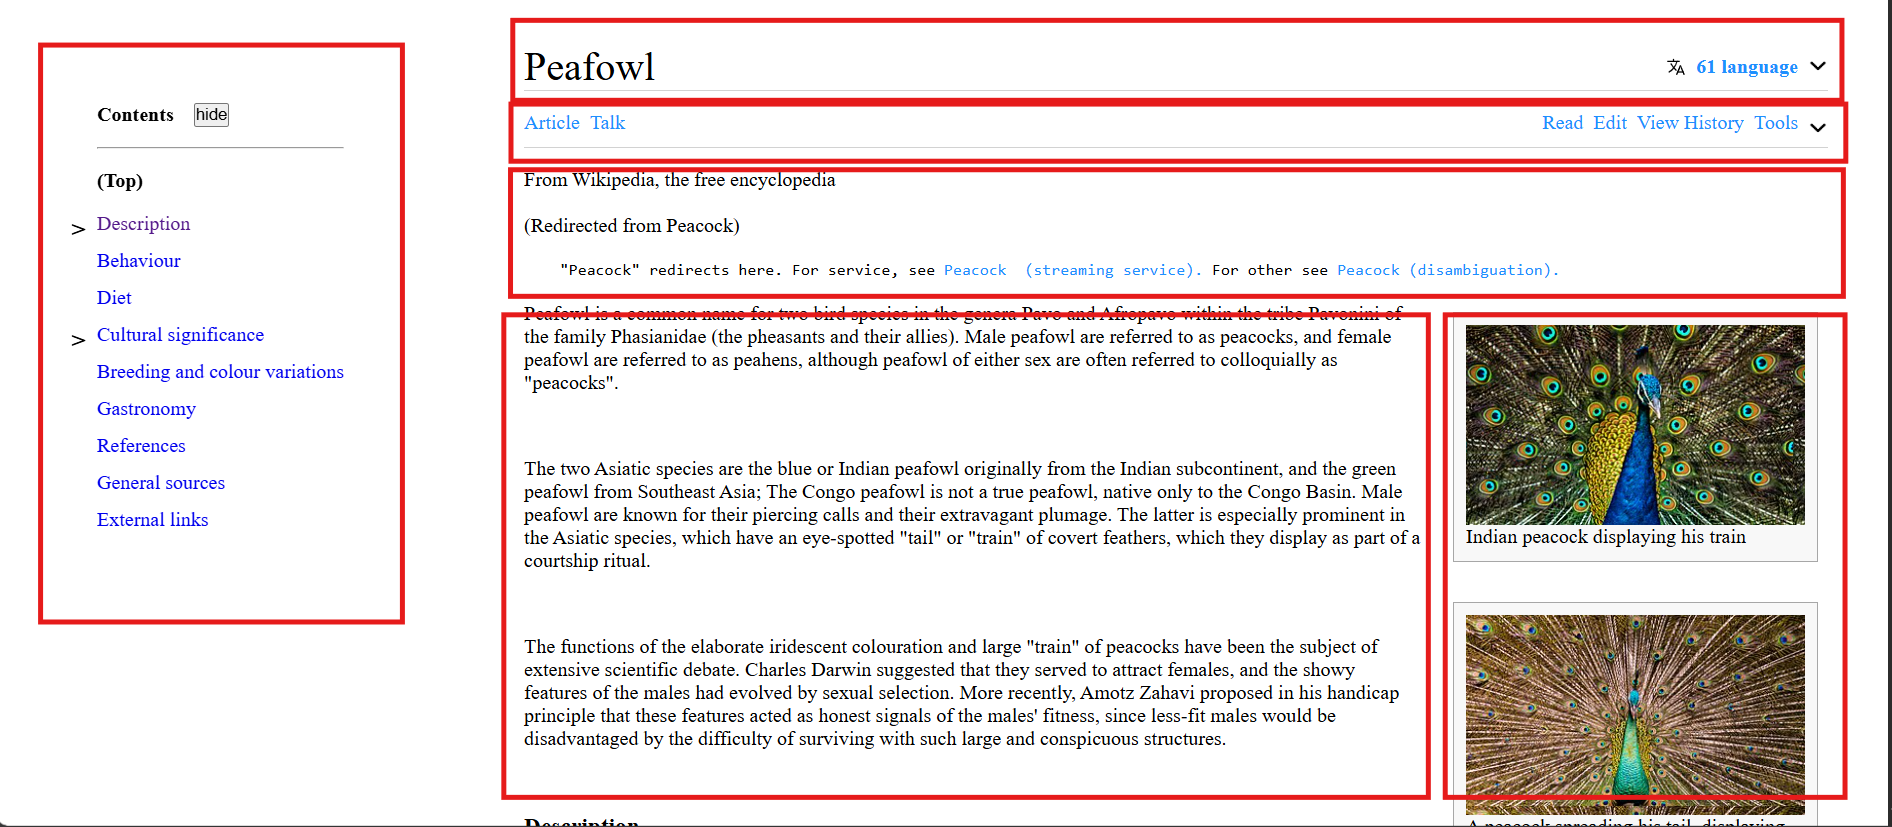 Contents hide
(Top)
> Description
Behaviour
Diet
> Cultural significance
Breeding and colour variations
Gastronomy
References
General sources
External links
Peafowl
61 language
Article Talk
Read Edit View History Tools
From Wikipedia, the free encyclopedia
(Redirected from Peacock)
"Peacock" redirects here. For service, see Peacock (streaming service). For other see Peacock (disambiguation).
Peafowl is a common name for two bird species in the genera Pavo and Afropavo within the tribe Pavonini of
the family Phasianidae (the pheasants and their allies). Male peafowl are referred to as peacocks, and female
peafowl are referred to as peahens, although peafowl of either sex are often referred to colloquially as
"peacocks".
The two Asiatic species are the blue or Indian peafowl originally from the Indian subcontinent, and the green
peafowl from Southeast Asia; The Congo peafowl is not a true peafowl, native only to the Congo Basin. Male
peafowl are known for their piercing calls and their extravagant plumage. The latter is especially prominent in
the Asiatic species, which have an eye-spotted "tail" or "train" of covert feathers, which they display as part of a
courtship ritual.
The functions of the elaborate iridescent colouration and large "train" of peacocks have been the subject of
extensive scientific debate. Charles Darwin suggested that they served to attract females, and the showy
features of the males had evolved by sexual selection. More recently, Amotz Zahavi proposed in his handicap
principle that these features acted as honest signals of the males' fitness, since less-fit males would be
disadvantaged by the difficulty of surviving with such large and conspicuous structures.
Description
Indian peacock displaying his train
A peacock spreading his tail, displaying